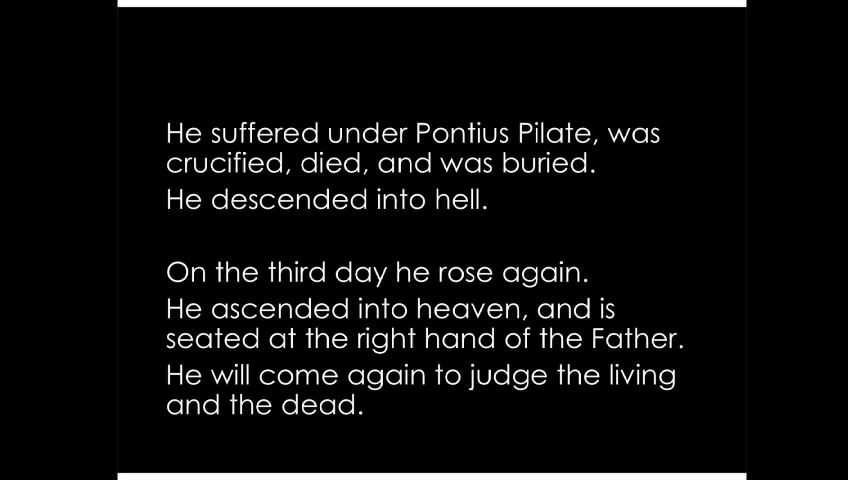 He suffered under Pontius Pilate, was
crucified, died, and was buried.
He descended into hell.
On the third day he rose again.
He ascended into heaven, and is
seated at the right hand of the Father.
He will come again to judge the living
and the dead.